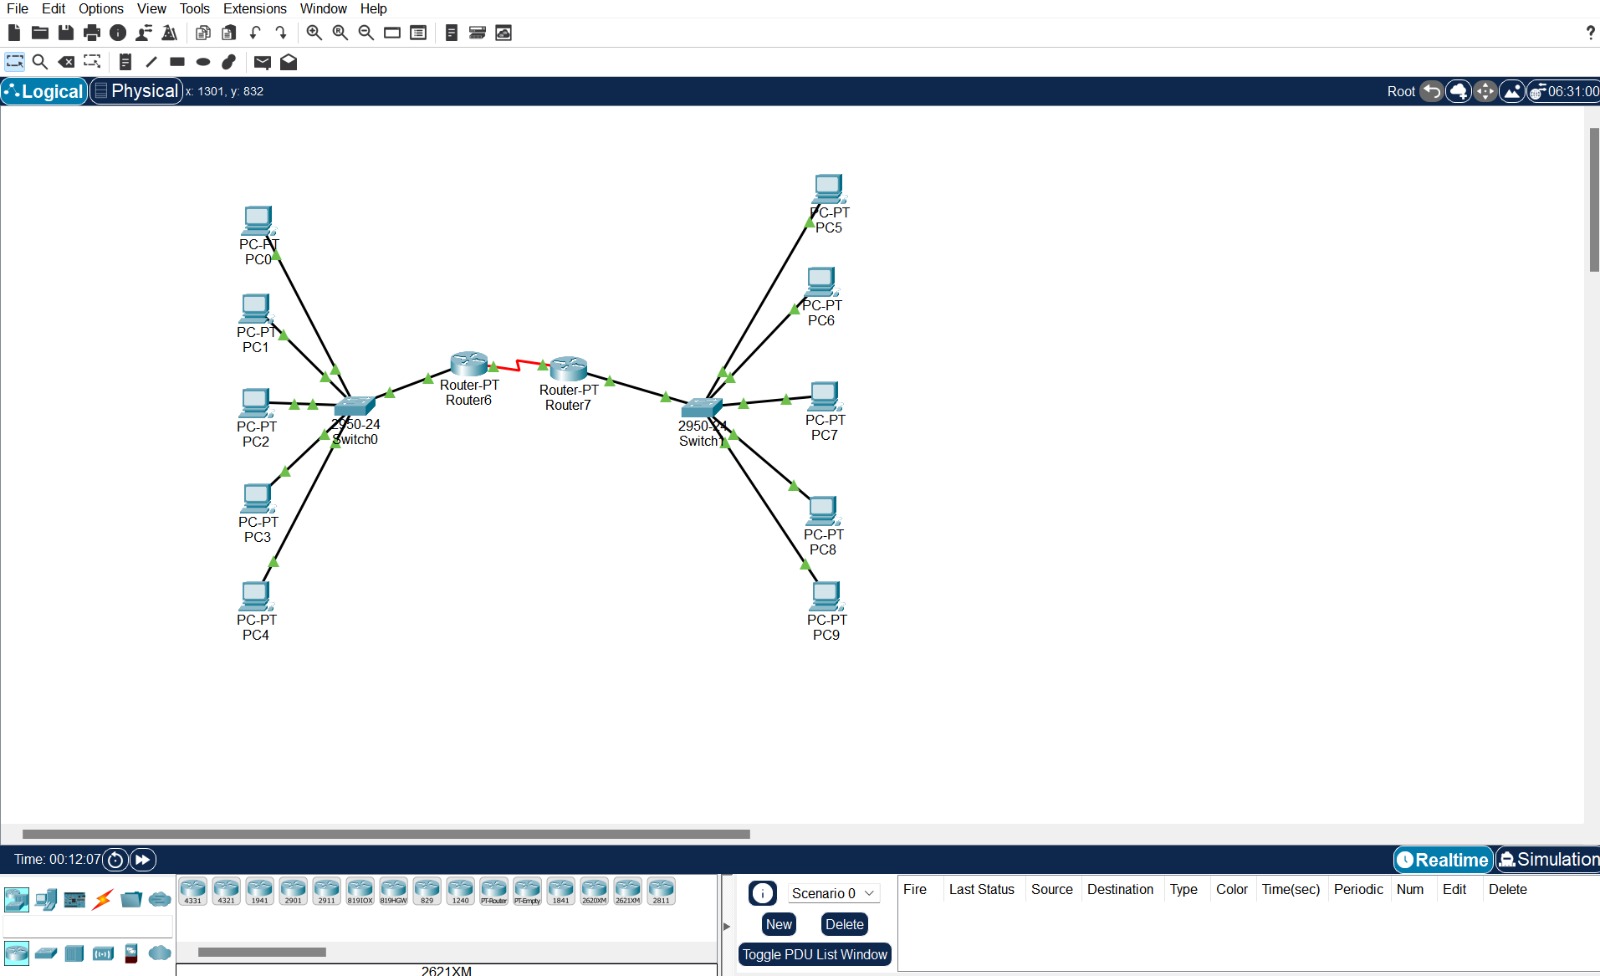 File Edit Options View Tools Extensions Window Help
?
Logical Physical x: 1301, y: 832 Root 06:31:00
PC-PT
PC0
PC-PT
PC1
PC-PT
PC2
PC-PT
PC3
PC-PT
PC4
2950-24
Switch0
Router-PT
Router6
Router-PT
Router7
2950-24
Switch1
PC-PT
PC5
PC-PT
PC6
PC-PT
PC7
PC-PT
PC8
PC-PT
PC9
Time: 00:12:07 Realtime Simulation
4331 4321 1941 2901 2911 819IOX 819HGW 829 1240 PT-Router PT-Empty 1841 2620XM 2621XM 2811
2621XM
Scenario 0
New Delete
Toggle PDU List Window
Fire Last Status Source Destination Type Color Time(sec) Periodic Num Edit Delete